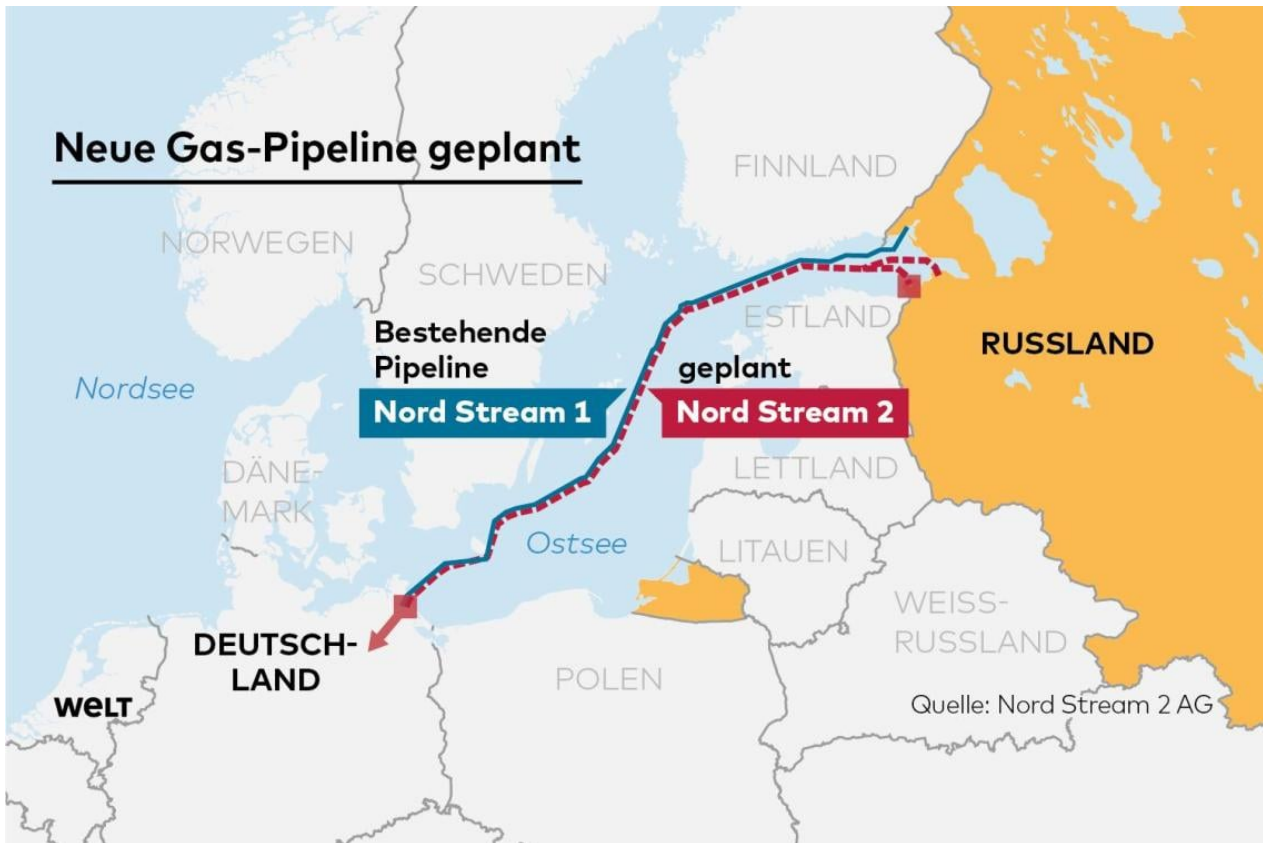 Neue Gas-Pipeline geplant
FINNLAND
NORWEGEN
SCHWEDEN
ESTLAND
RUSSLAND
Bestehende
Pipeline
Nord Stream 1
geplant
Nord Stream 2
Nordsee
DÄNE-
MARK
LETTLAND
Ostsee
LITAUEN
WEISS-
RUSSLAND
DEUTSCH-
LAND
POLEN
WELT
Quelle: Nord Stream 2 AG